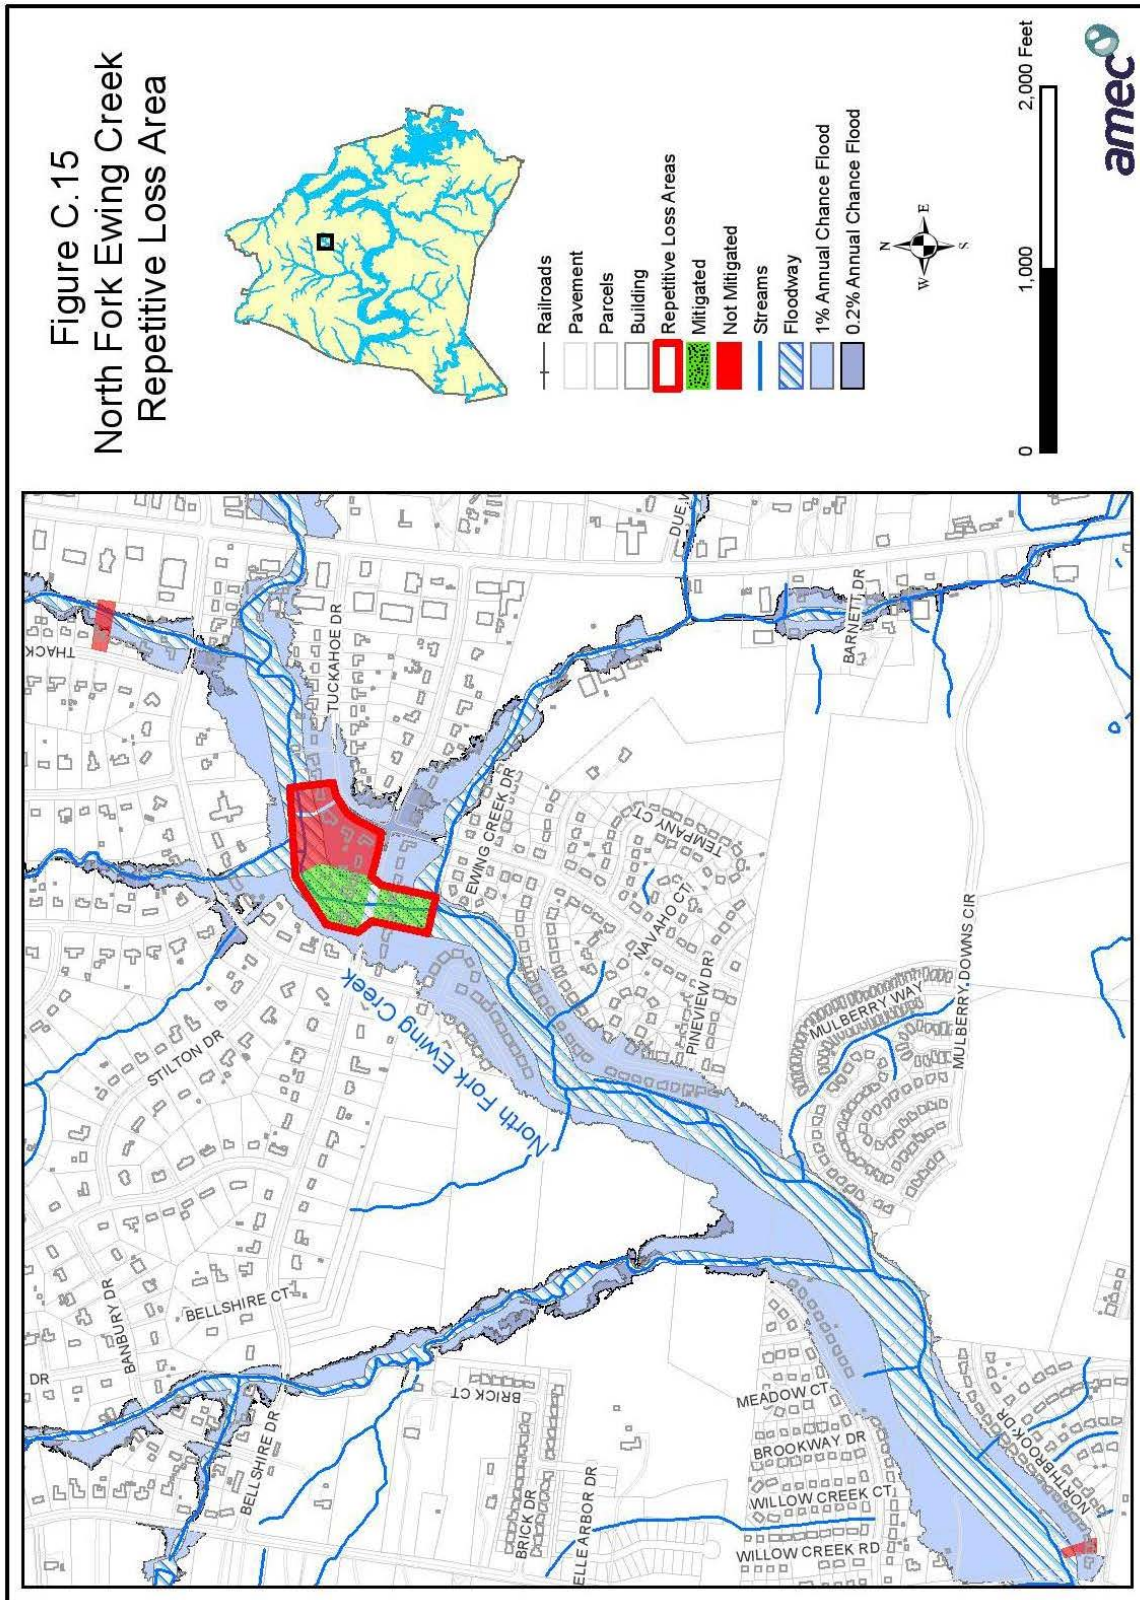 Figure C.15
North Fork Ewing Creek
Repetitive Loss Area
Railroads
Pavement
Parcels
Building
Repetitive Loss Areas
Mitigated
Not Mitigated
Streams
Floodway
1% Annual Chance Flood
0.2% Annual Chance Flood
N
W
E
S
0
1,000
2,000 Feet
amec
THACK
TUCKAHOE DR
DUE W
BARNETT DR
EWING CREEK DR
TEMPANY CT
NAVAHO CT
PINEVIEW DR
MULBERRY WAY
MULBERRY DOWNS CIR
STILTON DR
North Fork Ewing Creek
BANBURY DR
BELLSHIRE CT
DR
BELLSHIRE DR
BRICK CT
BRICK DR
ELLE ARBOR DR
MEADOW CT
BROOKWAY DR
WILLOW CREEK CT
WILLOW CREEK RD
NORTHBROOK DR